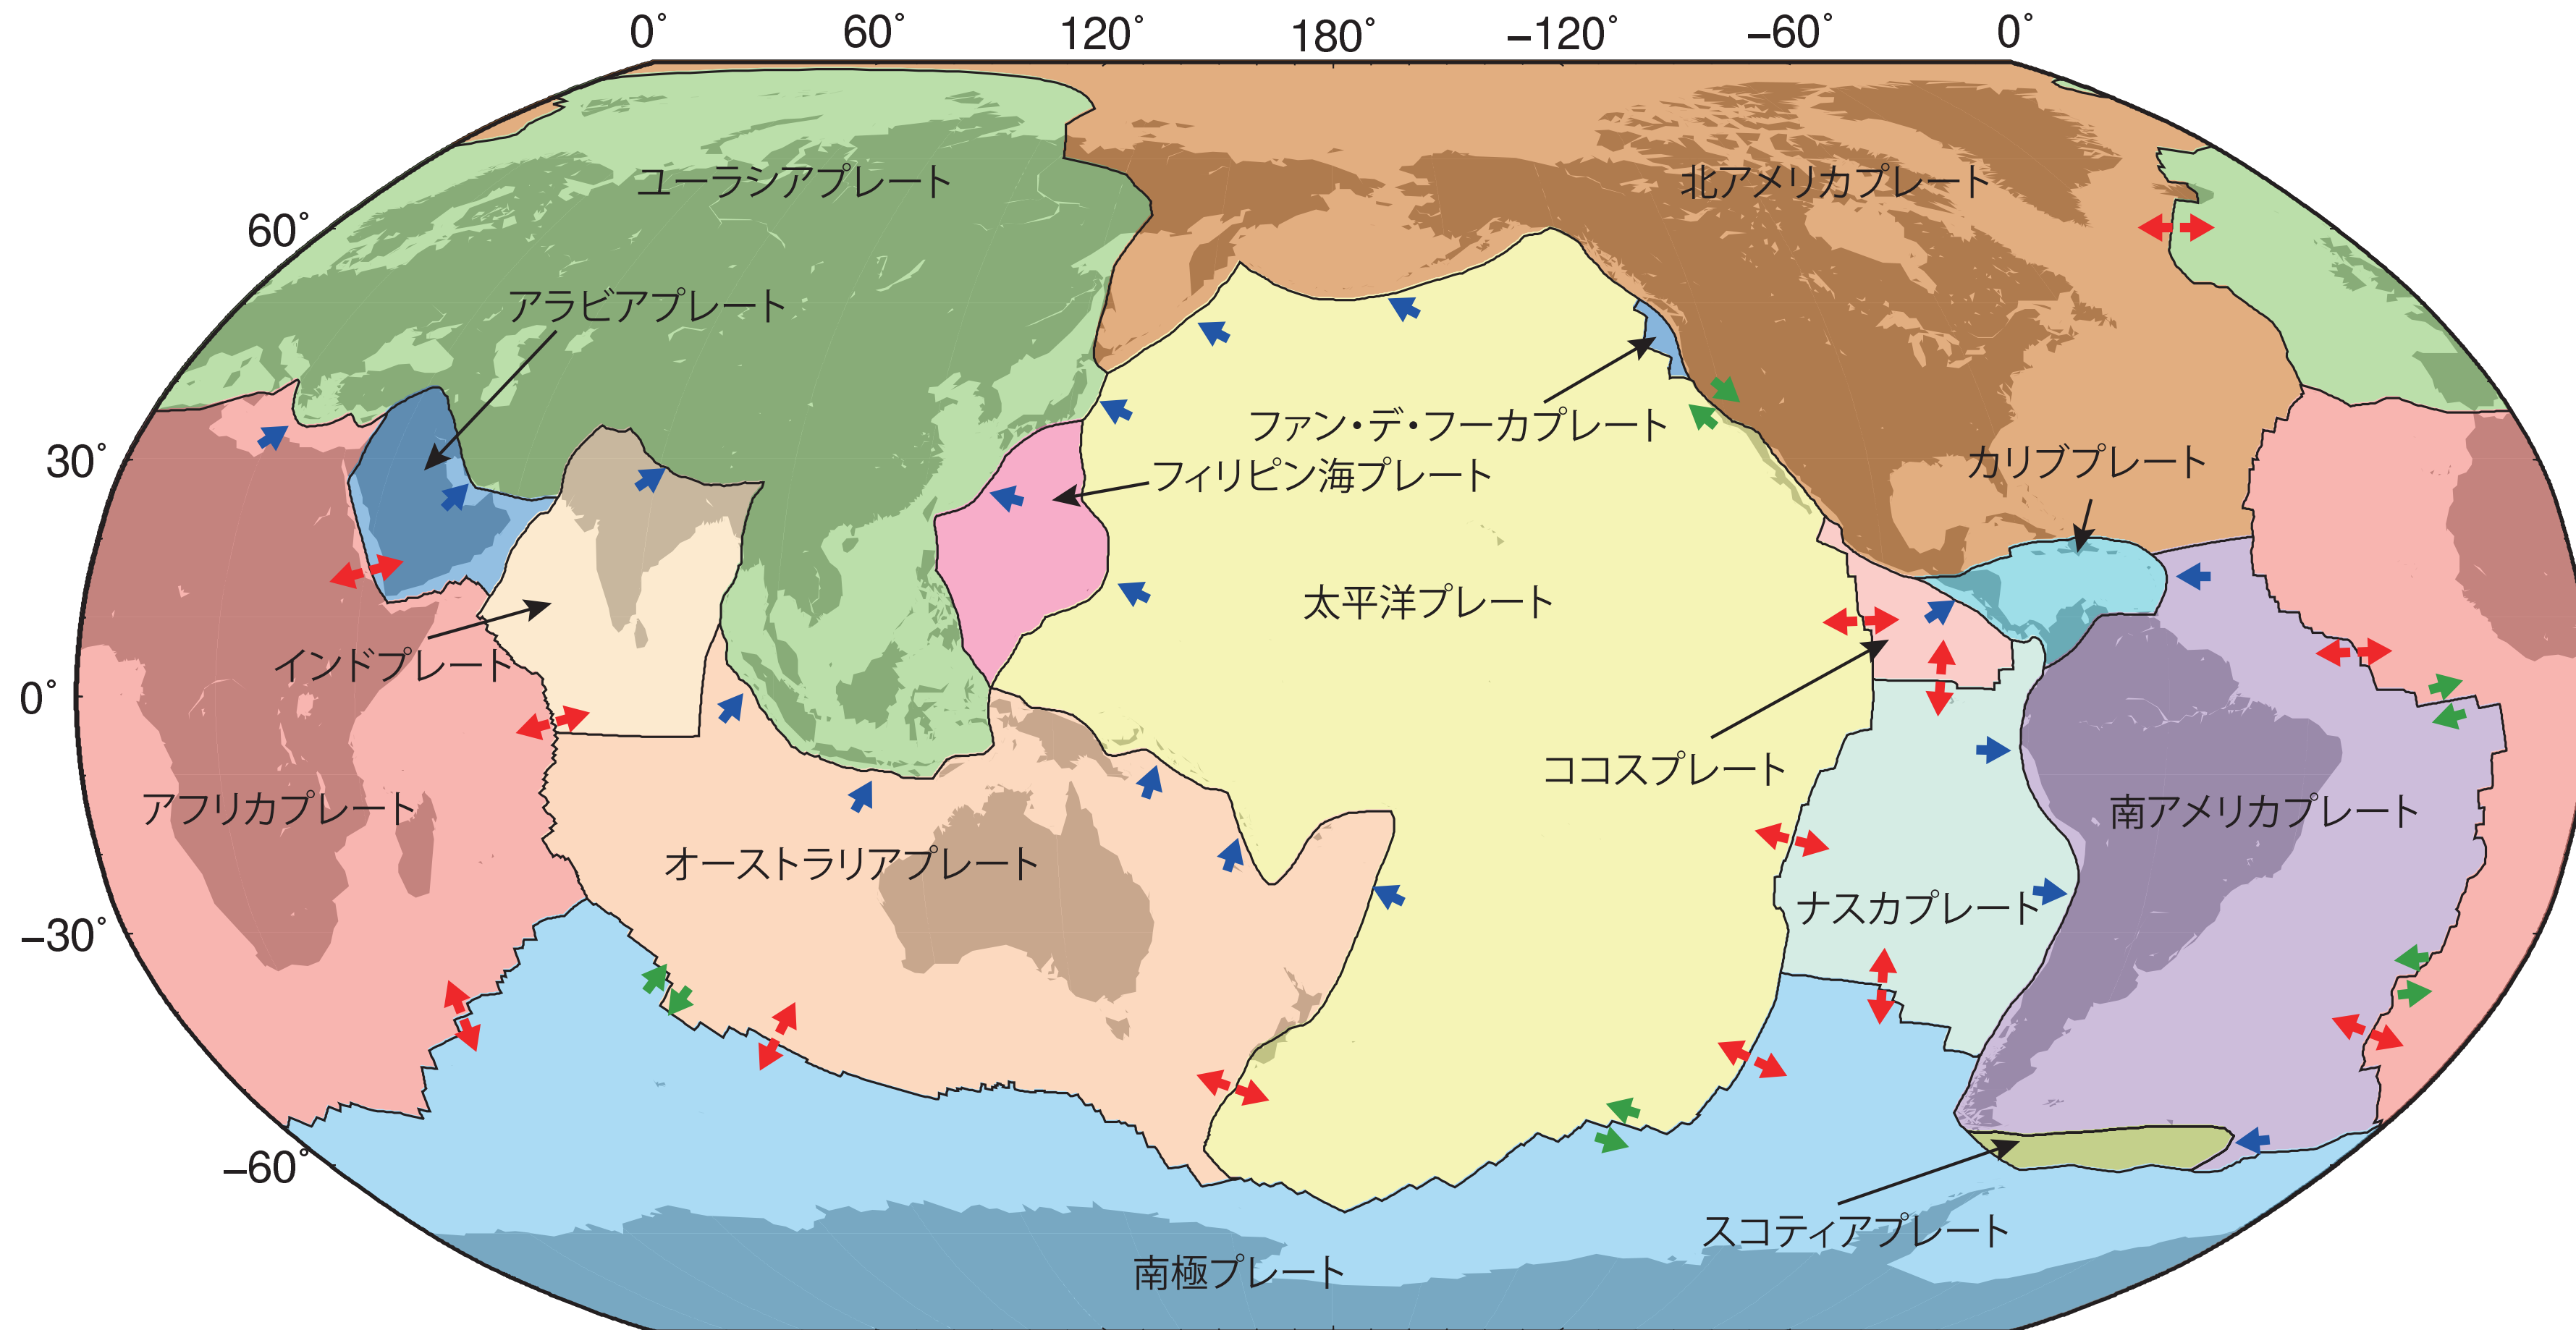 0° 60° 120° 180° −120° −60° 0°
ユーラシアプレート
北アメリカプレート
60°
アラビアプレート
ファン・デ・フーカプレート
30°
フィリピン海プレート
カリブプレート
太平洋プレート
インドプレート
0°
ココスプレート
アフリカプレート
南アメリカプレート
オーストラリアプレート
ナスカプレート
−30°
−60°
スコティアプレート
南極プレート